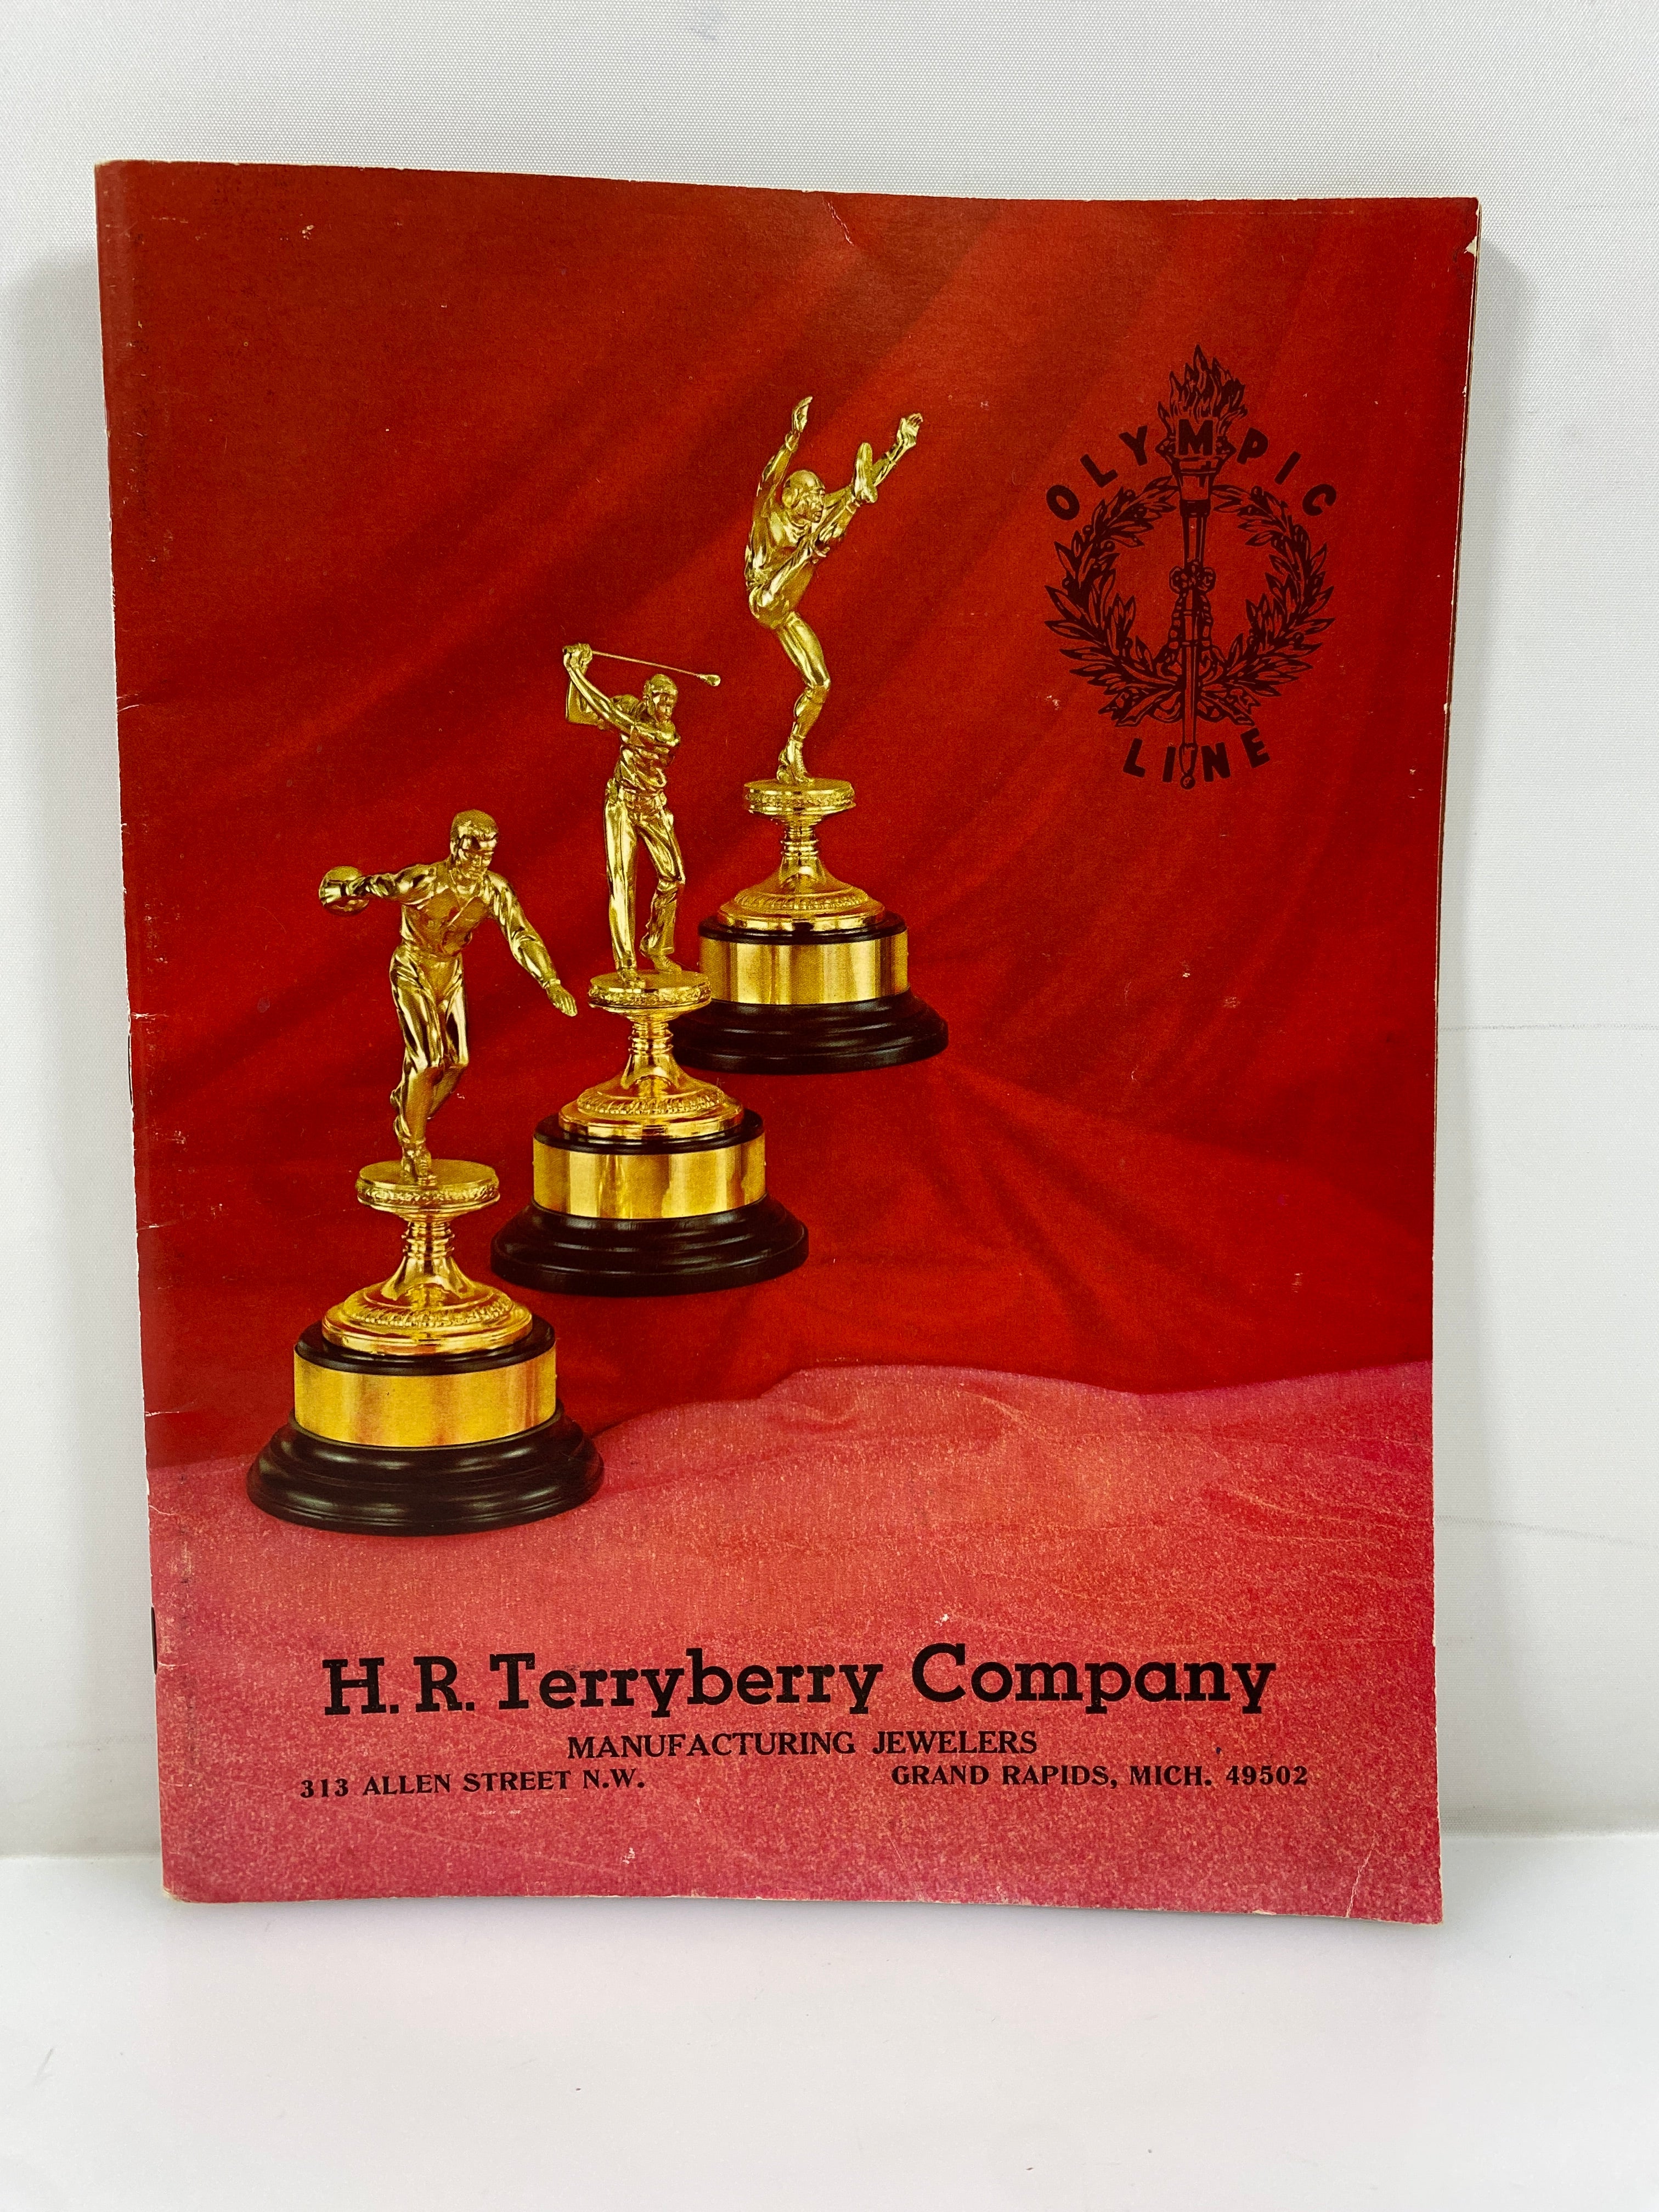 OLYMPIC
LINE
H. R. Terryberry Company
MANUFACTURING JEWELERS
313 ALLEN STREET N.W. GRAND RAPIDS, MICH. 49502